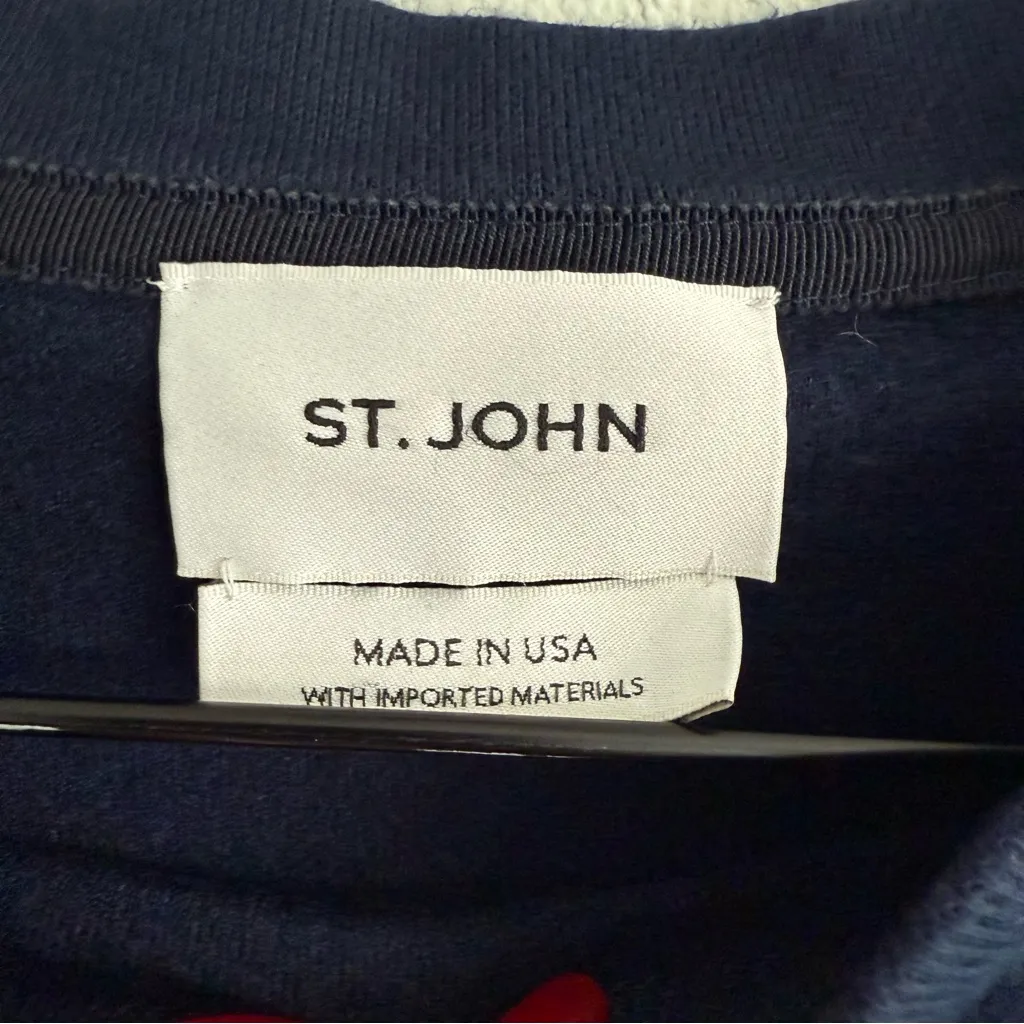 ST. JOHN
MADE IN USA
WITH IMPORTED MATERIALS